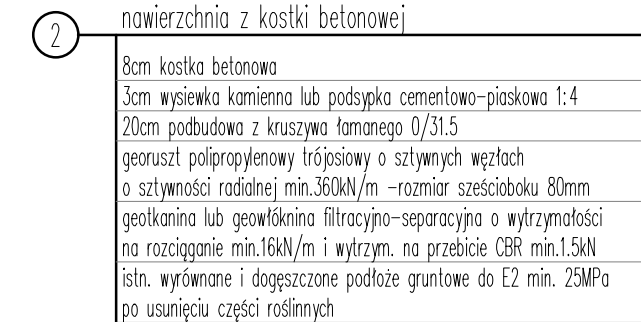 nawierzchnia z kostki betonowej
2
8cm kostka betonowa
3cm wysiewka kamienna lub podsypka cementowo-piaskowa 1:4
20cm podbudowa z kruszywa łamanego 0/31.5
georuszt polipropylenowy trójosiowy o sztywnych węzłach
o sztywności radialnej min.360kN/m -rozmiar sześcioboku 80mm
geotkanina lub geowłóknina filtracyjno-separacyjna o wytrzymałości
na rozciąganie min.16kN/m i wytrzym. na przebicie CBR min.1.5kN
istn. wyrównane i dogęszczone podłoże gruntowe do E2 min. 25MPa
po usunięciu części roślinnych